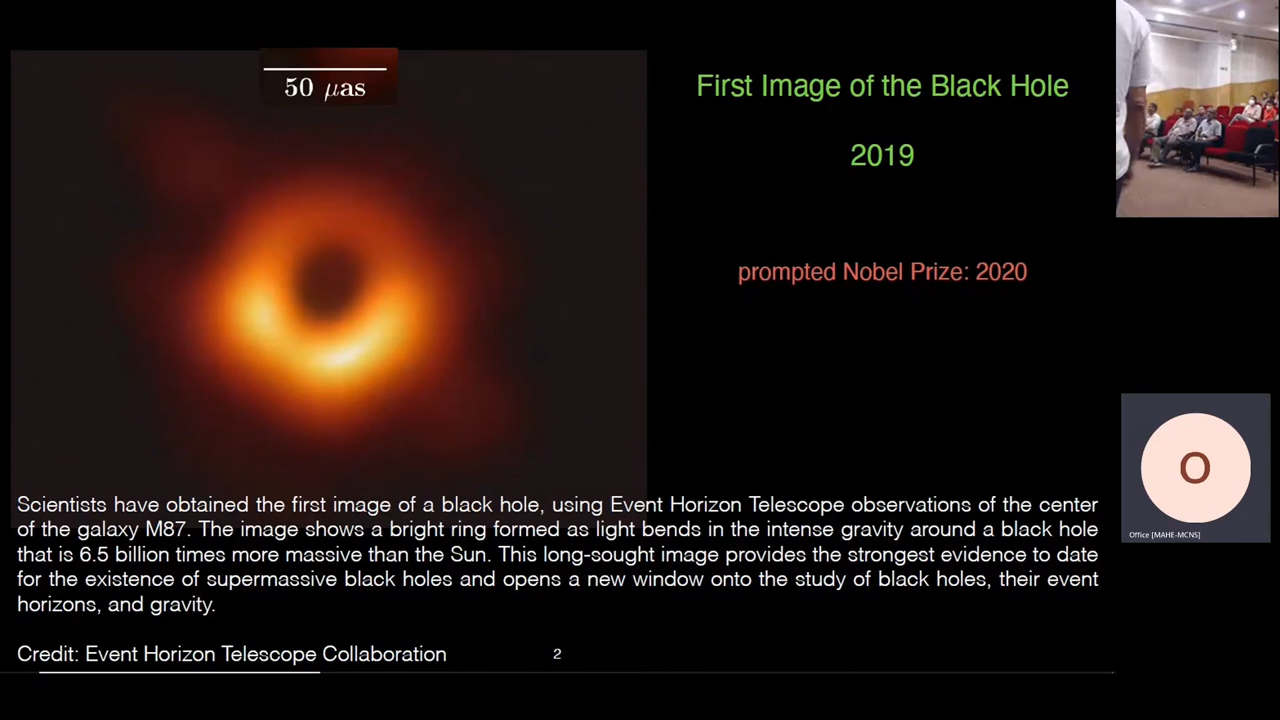 50 μas
First Image of the Black Hole
2019
prompted Nobel Prize: 2020
Scientists have obtained the first image of a black hole, using Event Horizon Telescope observations of the center
of the galaxy M87. The image shows a bright ring formed as light bends in the intense gravity around a black hole
that is 6.5 billion times more massive than the Sun. This long-sought image provides the strongest evidence to date
for the existence of supermassive black holes and opens a new window onto the study of black holes, their event
horizons, and gravity.
Credit: Event Horizon Telescope Collaboration
2
O
Office [MAHE-MCNS]